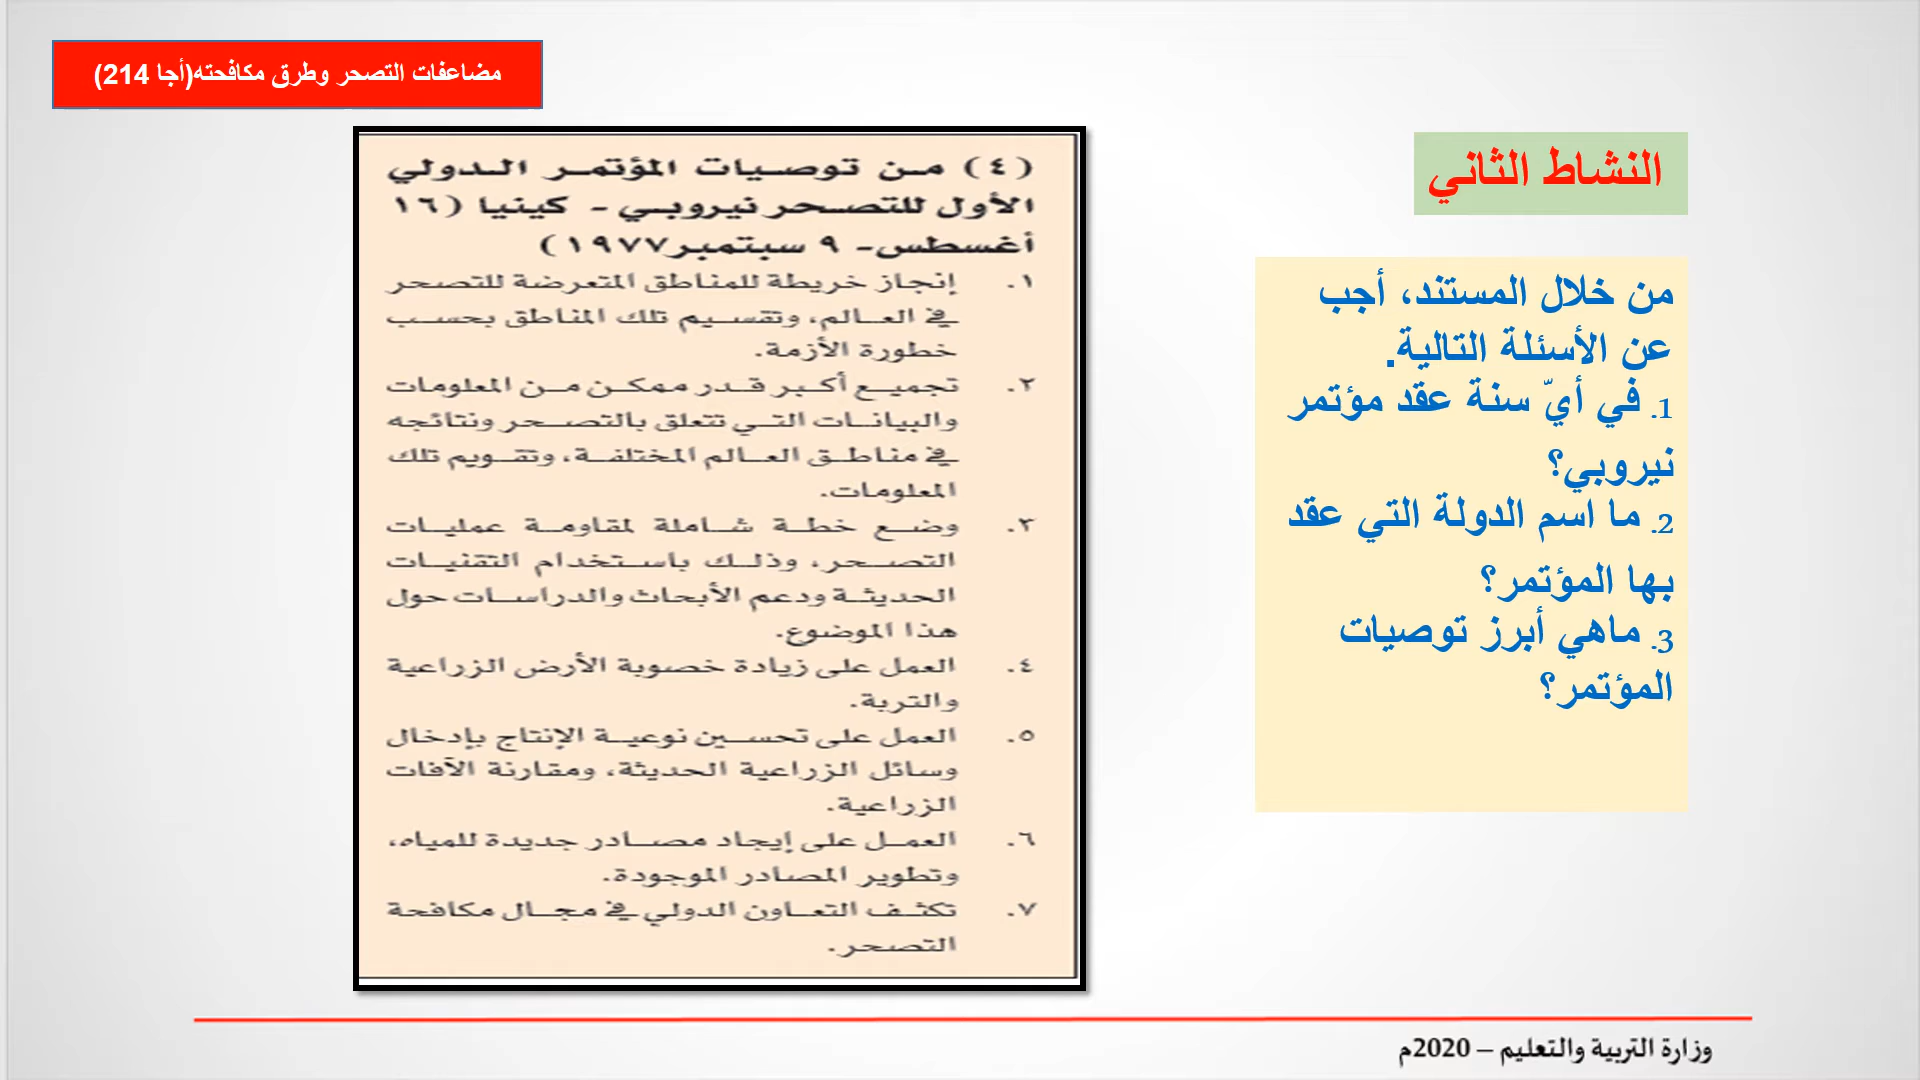 مضاعفات التصحر وطرق مكافحته(أجا 214)
النشاط الثاني
من خلال المستند، أجب
عن الأسئلة التالية.
1. في أيّ سنة عقد مؤتمر
نيروبي؟
2. ما اسم الدولة التي عقد
بها المؤتمر؟
3. ماهي أبرز توصيات
المؤتمر؟
(٤) من توصيات المؤتمر الدولي
الأول للتصحر نيروبي - كينيا (١٦
أغسطس- ٩ سبتمبر١٩٧٧)
١. إنجاز خريطة للمناطق المتعرضة للتصحر
في العالم، وتقسيم تلك المناطق بحسب
خطورة الأزمة.
٢. تجميع أكبر قدر ممكن من المعلومات
والبيانات التي تتعلق بالتصحر ونتائجه
في مناطق العالم المختلفة، وتقويم تلك
المعلومات.
٣. وضع خطة شاملة لمقاومة عمليات
التصحر، وذلك باستخدام التقنيات
الحديثة ودعم الأبحاث والدراسات حول
هذا الموضوع.
٤. العمل على زيادة خصوبة الأرض الزراعية
والتربة.
٥. العمل على تحسين نوعية الإنتاج بإدخال
وسائل الزراعية الحديثة، ومقارنة الآفات
الزراعية.
٦. العمل على إيجاد مصادر جديدة للمياه،
وتطوير المصادر الموجودة.
٧. تكثف التعاون الدولي في مجال مكافحة
التصحر.
وزارة التربية والتعليم – 2020م